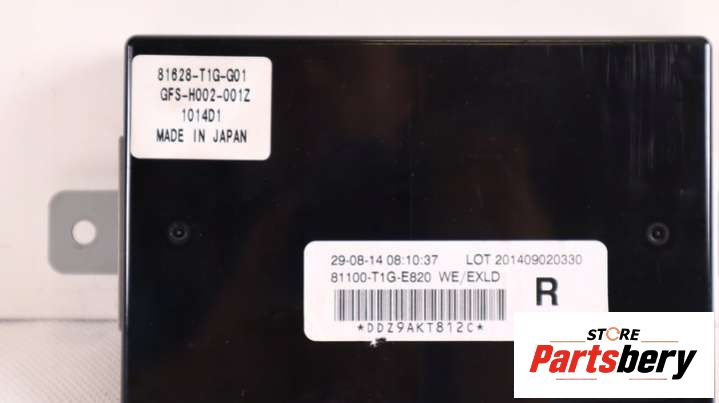 81628-T1G-G01
GFS-H002-001Z
1014D1
MADE IN JAPAN
29-08-14 08:10:37 LOT 201409020330
81100-T1G-E820 WE/EXLD
R
*DDZ9AKT812C*
STORE
Partsbery